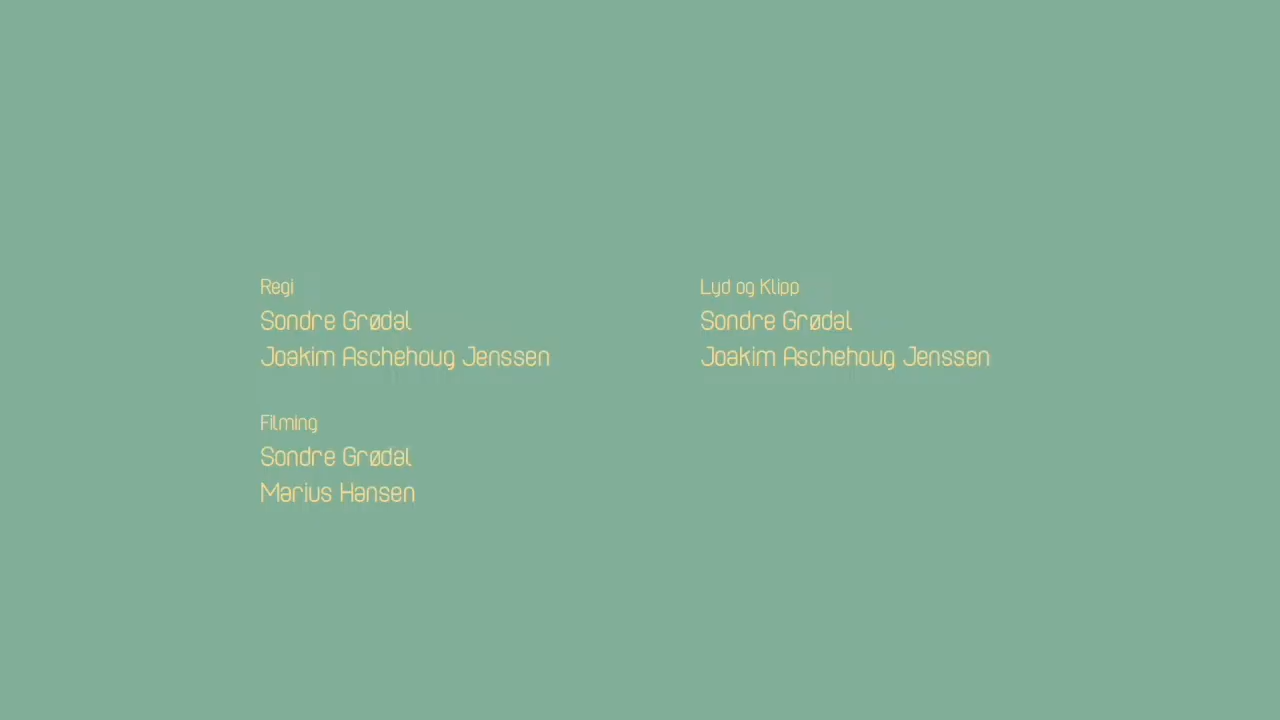 Regi
Sondre Grødal
Joakim Aschehoug Jenssen
Lyd og Klipp
Sondre Grødal
Joakim Aschehoug Jenssen
Filming
Sondre Grødal
Marius Hansen